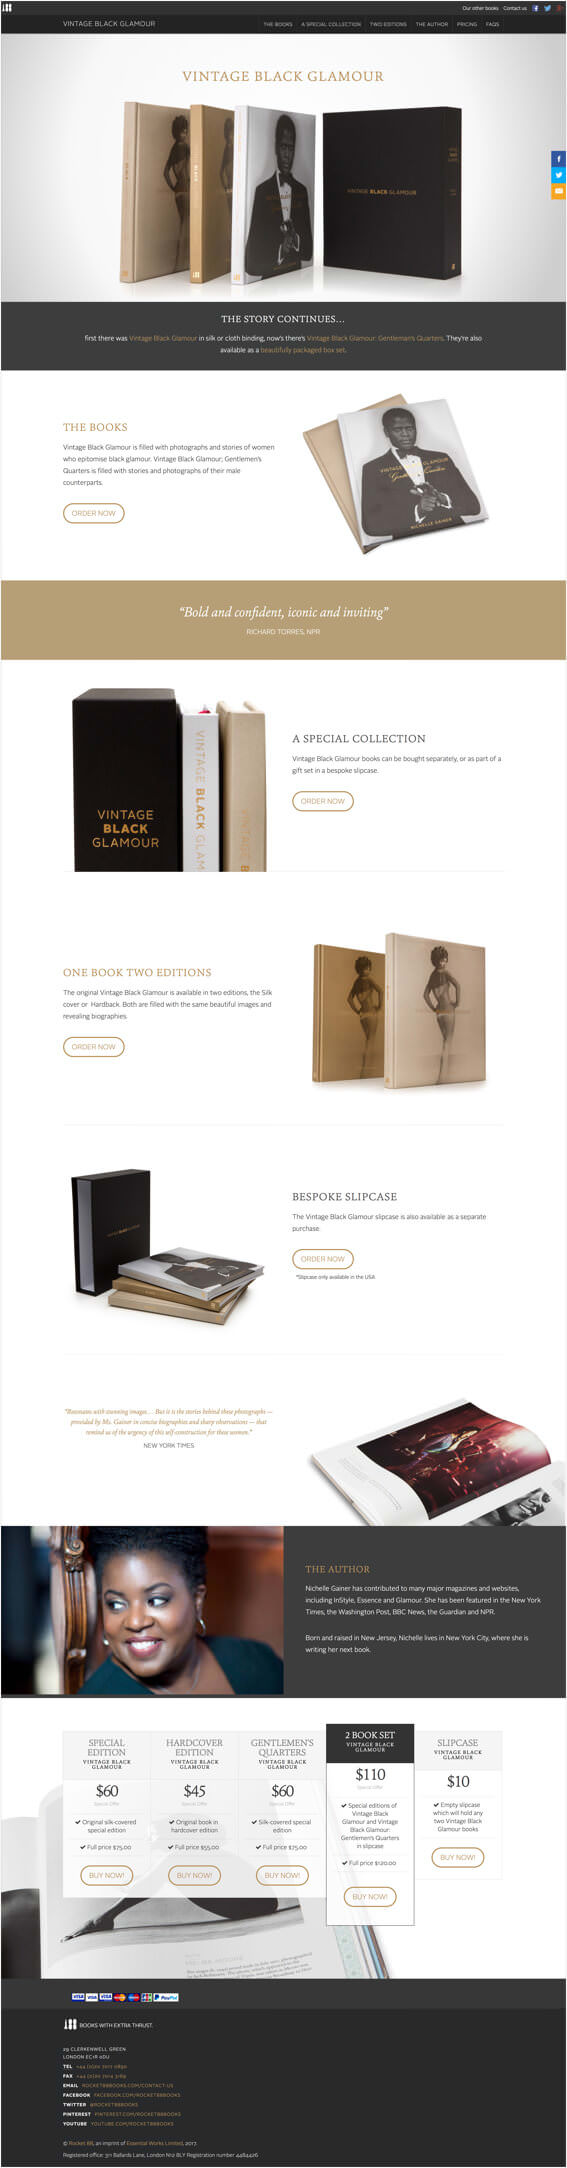 Our other books Contact us
VINTAGE BLACK GLAMOUR
THE BOOKS A SPECIAL COLLECTION TWO EDITIONS THE AUTHOR PRICING FAQS
VINTAGE BLACK GLAMOUR
VINTAGE BLACK GLAMOUR
THE STORY CONTINUES...
first there was Vintage Black Glamour in silk or cloth binding, now's there's Vintage Black Glamour: Gentleman's Quarters. They're also
available as a beautifully packaged box set.
THE BOOKS
Vintage Black Glamour is filled with photographs and stories of women
who epitomise black glamour. Vintage Black Glamour; Gentlemen's
Quarters is filled with stories and photographs of their male
counterparts.
ORDER NOW
VINTAGE GLAMOUR
Gentlemen's Quarters
NICHELLE GAINER
"Bold and confident, iconic and inviting"
RICHARD TORRES, NPR
VINTAGE
BLACK
GLAMOUR
VINTAGE BLACK GLAM
A SPECIAL COLLECTION
Vintage Black Glamour books can be bought separately, or as part of a
gift set in a bespoke slipcase.
ORDER NOW
ONE BOOK TWO EDITIONS
The original Vintage Black Glamour is available in two editions, the Silk
cover or Hardback. Both are filled with the same beautiful images and
revealing biographies.
ORDER NOW
BESPOKE SLIPCASE
The Vintage Black Glamour slipcase is also available as a separate
purchase.
ORDER NOW
*Slipcase only available in the USA
"Resonates with stunning images... But it is the stories behind these photographs —
provided by Ms. Gainer in concise biographies and sharp observations — that
remind us of the urgency of this self-construction for these women."
NEW YORK TIMES
THE AUTHOR
Nichelle Gainer has contributed to many major magazines and websites,
including InStyle, Essence and Glamour. She has been featured in the New York
Times, the Washington Post, BBC News, the Guardian and NPR.
Born and raised in New Jersey, Nichelle lives in New York City, where she is
writing her next book.
SPECIAL
EDITION
VINTAGE BLACK
GLAMOUR
$60
Special Offer
Original silk-covered
special edition
Full price $75.00
BUY NOW!
HARDCOVER
EDITION
VINTAGE BLACK
GLAMOUR
$45
Special Offer
Original book in
hardcover edition
Full price $55.00
BUY NOW!
GENTLEMEN'S
QUARTERS
VINTAGE BLACK
GLAMOUR
$60
Special Offer
Silk-covered special
edition
Full price $75.00
BUY NOW!
2 BOOK SET
VINTAGE BLACK
GLAMOUR
$110
Special Offer
Special editions of
Vintage Black
Glamour and Vintage
Black Glamour:
Gentlemen's Quarters
in slipcase
Full price $120.00
BUY NOW!
SLIPCASE
VINTAGE BLACK
GLAMOUR
$10
Empty slipcase
which will hold any
two Vintage Black
Glamour books
BUY NOW!
VISA VISA VISA PayPal
BOOKS WITH EXTRA THRUST.
29 CLERKENWELL GREEN
LONDON EC1R 0DU
TEL +44 (0)20 7017 0890
FAX +44 (0)20 7014 3169
EMAIL ROCKET88BOOKS.COM/CONTACT-US
FACEBOOK FACEBOOK.COM/ROCKET88BOOKS
TWITTER @ROCKET88BOOKS
PINTEREST PINTEREST.COM/ROCKET88BOOKS
YOUTUBE YOUTUBE.COM/ROCKET88BOOKS
© Rocket 88, an imprint of Essential Works Limited, 2017.
Registered office: 311 Ballards Lane, London N12 8LY Registration number 4484426